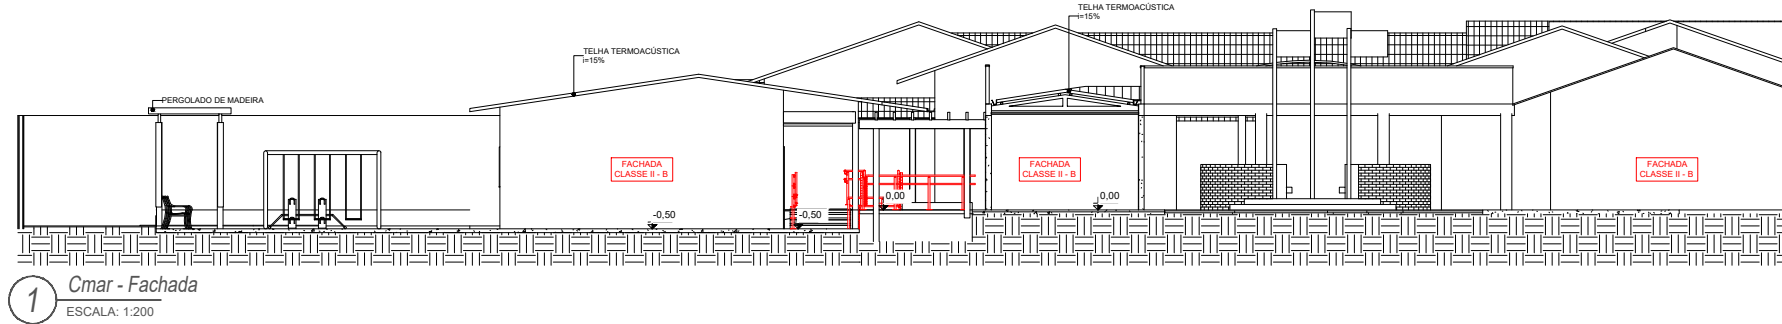 TELHA TERMOACÚSTICA
i=15%
TELHA TERMOACÚSTICA
i=15%
PERGOLADO DE MADEIRA
FACHADA
CLASSE II - B
FACHADA
CLASSE II - B
FACHADA
CLASSE II - B
0,00
0,00
-0,50
-0,50
1
Cmar - Fachada
ESCALA: 1:200